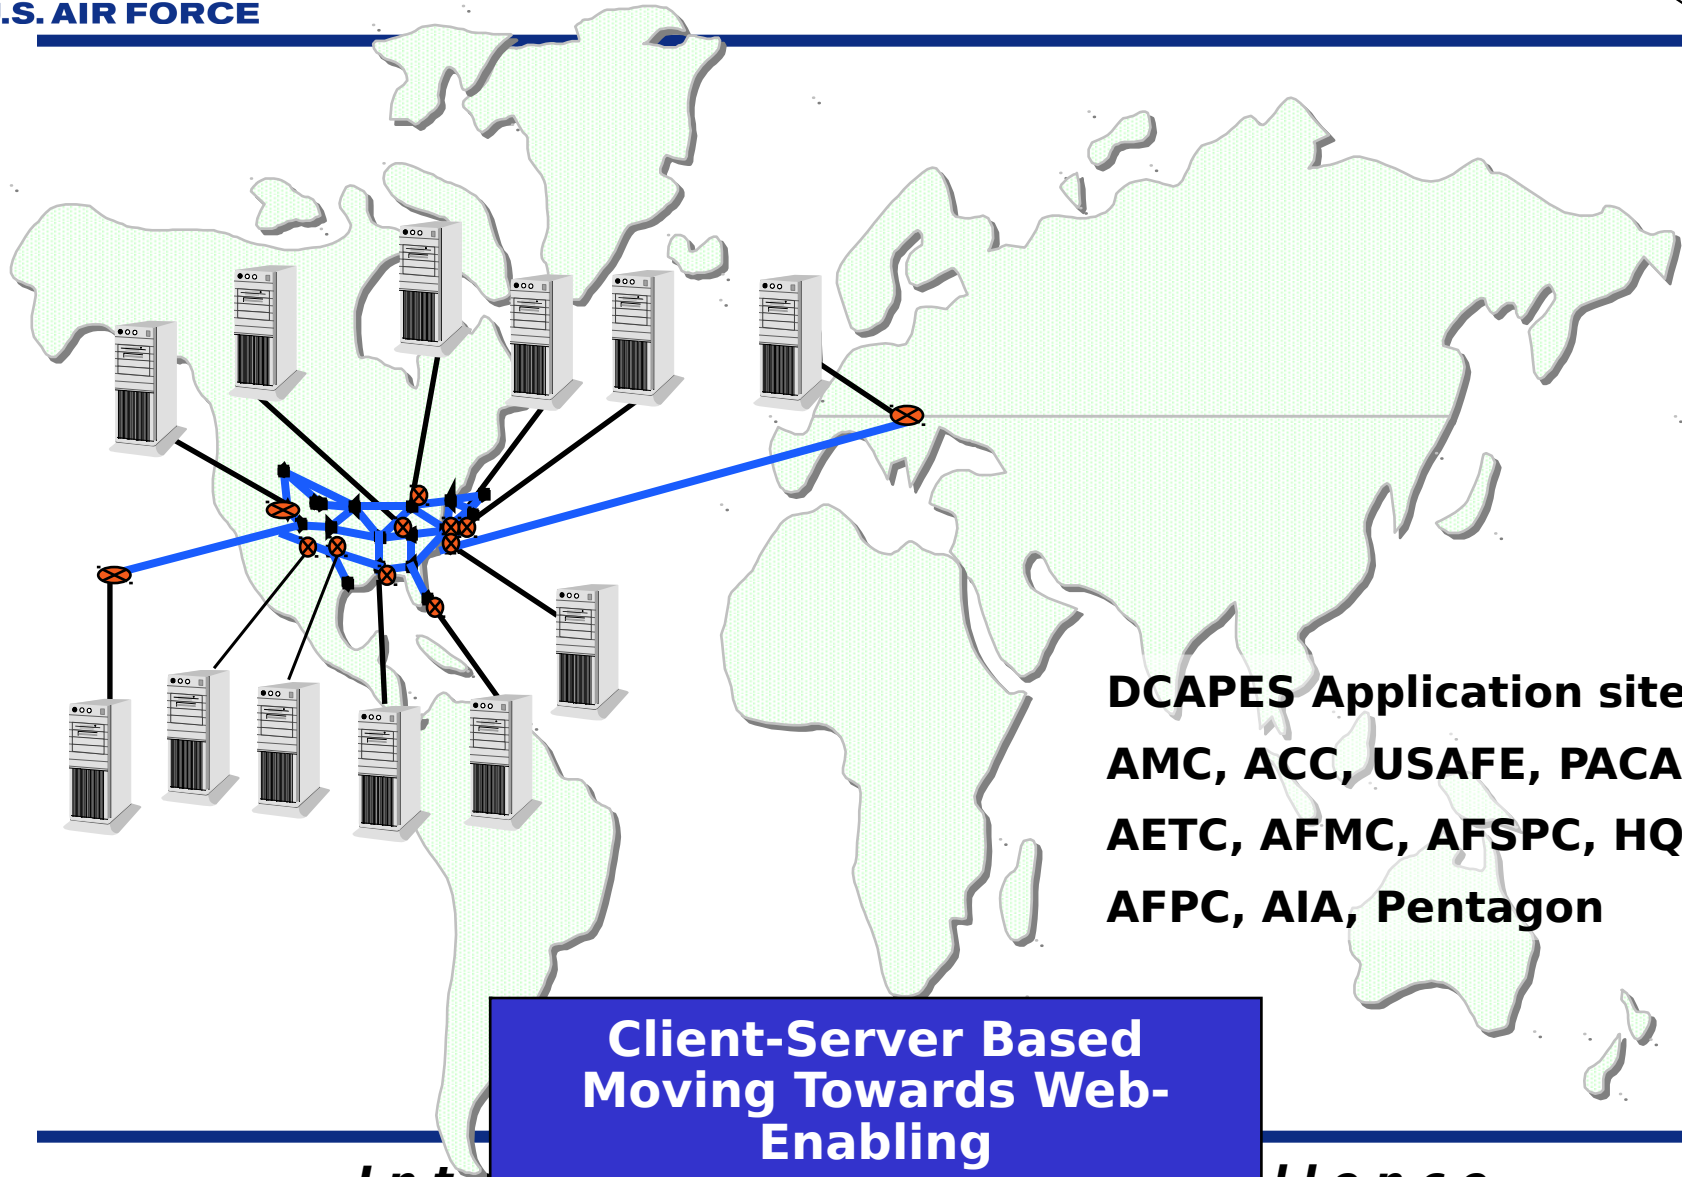 U.S. AIR FORCE
DCAPES Application site
AMC, ACC, USAFE, PACA
AETC, AFMC, AFSPC, HQ
AFPC, AIA, Pentagon
Client-Server Based
Moving Towards Web-
Enabling